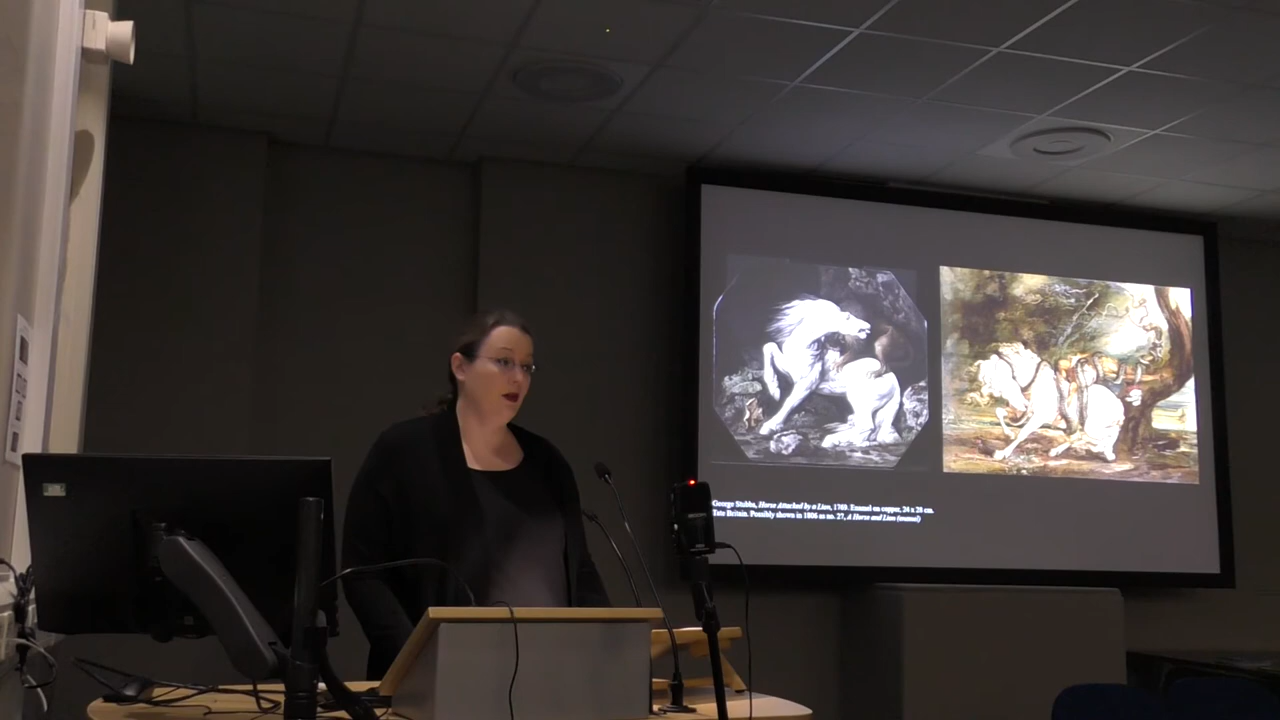 George Stubbs, Horse Attacked by a Lion, 1769. Enamel on copper, 24 x 28 cm.
Tate Britain. Possibly shown in 1806 as no. 27, A Horse and Lion (enamel)